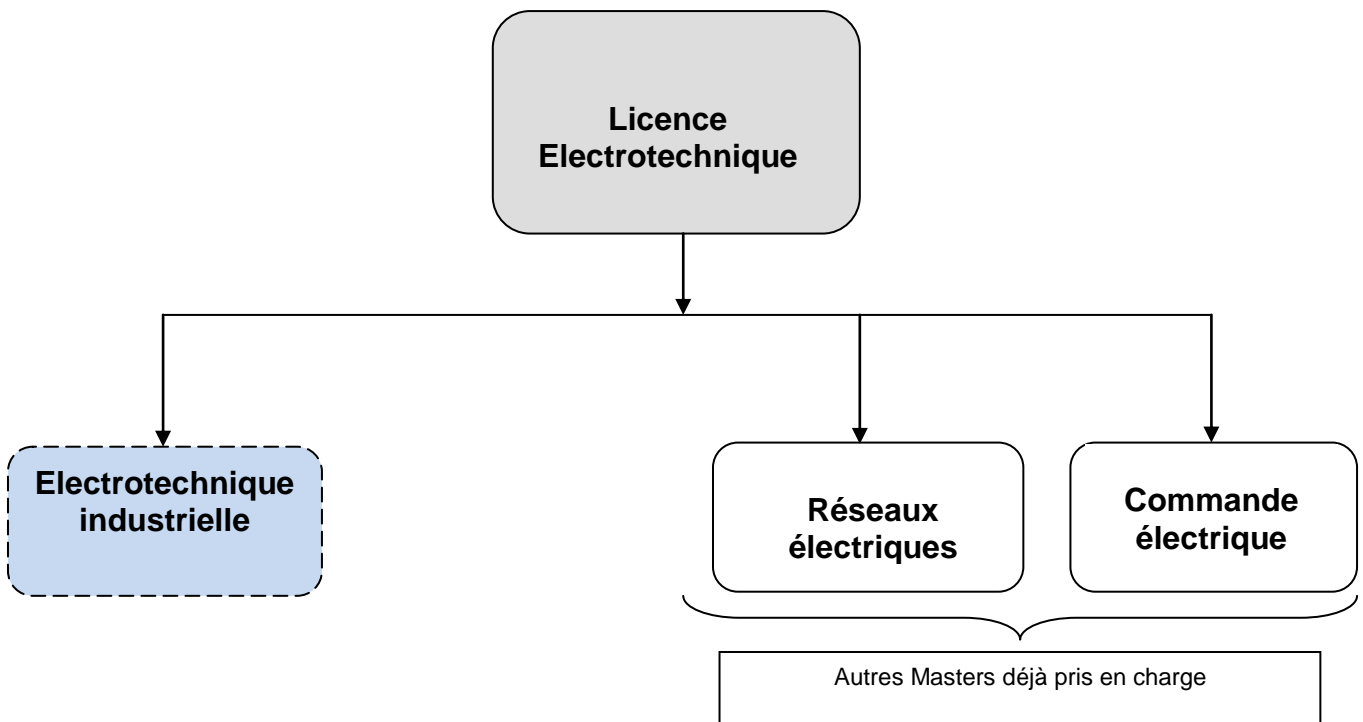 Licence
Electrotechnique
Electrotechnique
industrielle
Réseaux
électriques
Commande
électrique
Autres Masters déjà pris en charge